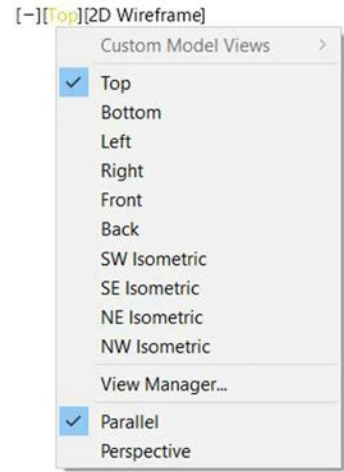 [−][Top][2D Wireframe]
Custom Model Views
Top
Bottom
Left
Right
Front
Back
SW Isometric
SE Isometric
NE Isometric
NW Isometric
View Manager...
Parallel
Perspective